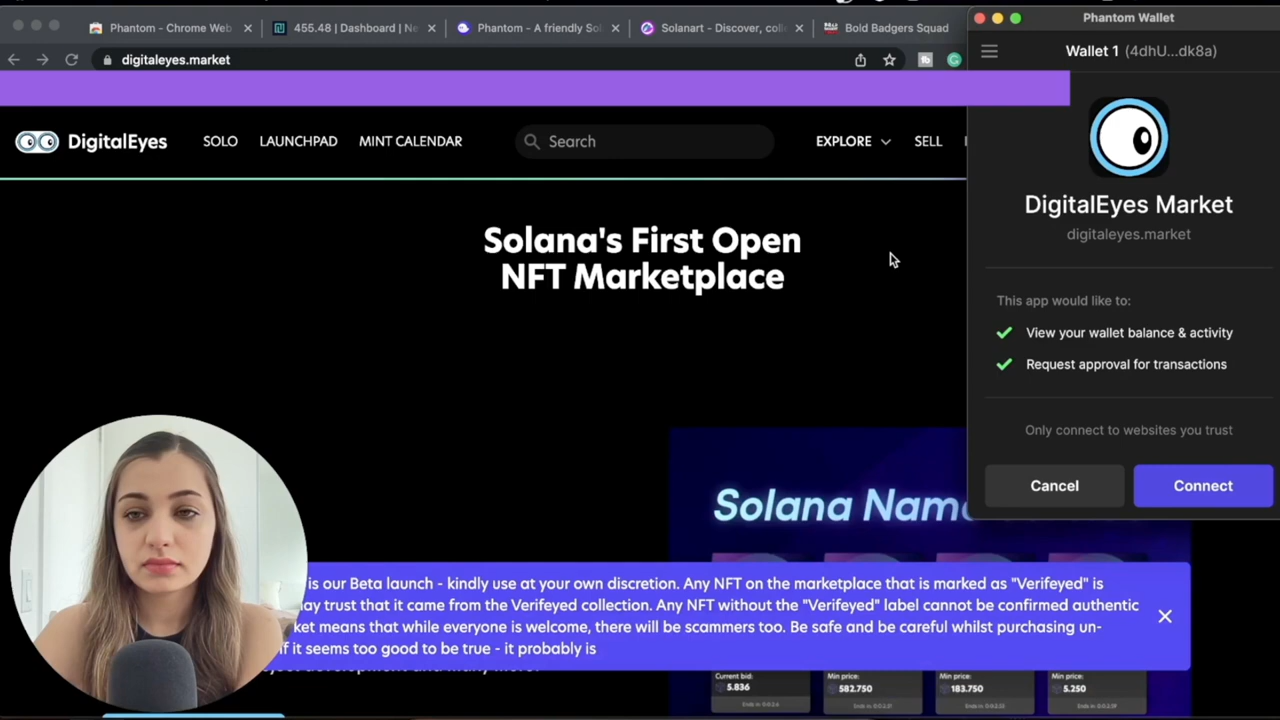 Phantom - Chrome Web
455.48 | Dashboard | Ne
Phantom - A friendly Sol
Solanart - Discover, colle
Bold Badgers Squad
digitaleyes.market
DigitalEyes
SOLO
LAUNCHPAD
MINT CALENDAR
Search
EXPLORE
SELL
Solana's First Open
NFT Marketplace
Solana Nam
is our Beta launch - kindly use at your own discretion. Any NFT on the marketplace that is marked as "Verifeyed" is
ay trust that it came from the Verifeyed collection. Any NFT without the "Verifeyed" label cannot be confirmed authentic
ket means that while everyone is welcome, there will be scammers too. Be safe and be careful whilst purchasing un-
if it seems too good to be true - it probably is
Current bid:
5.836
Min price:
582.750
Min price:
183.750
Min price:
5.250
Phantom Wallet
Wallet 1 (4dhU...dk8a)
DigitalEyes Market
digitaleyes.market
This app would like to:
View your wallet balance & activity
Request approval for transactions
Only connect to websites you trust
Cancel
Connect